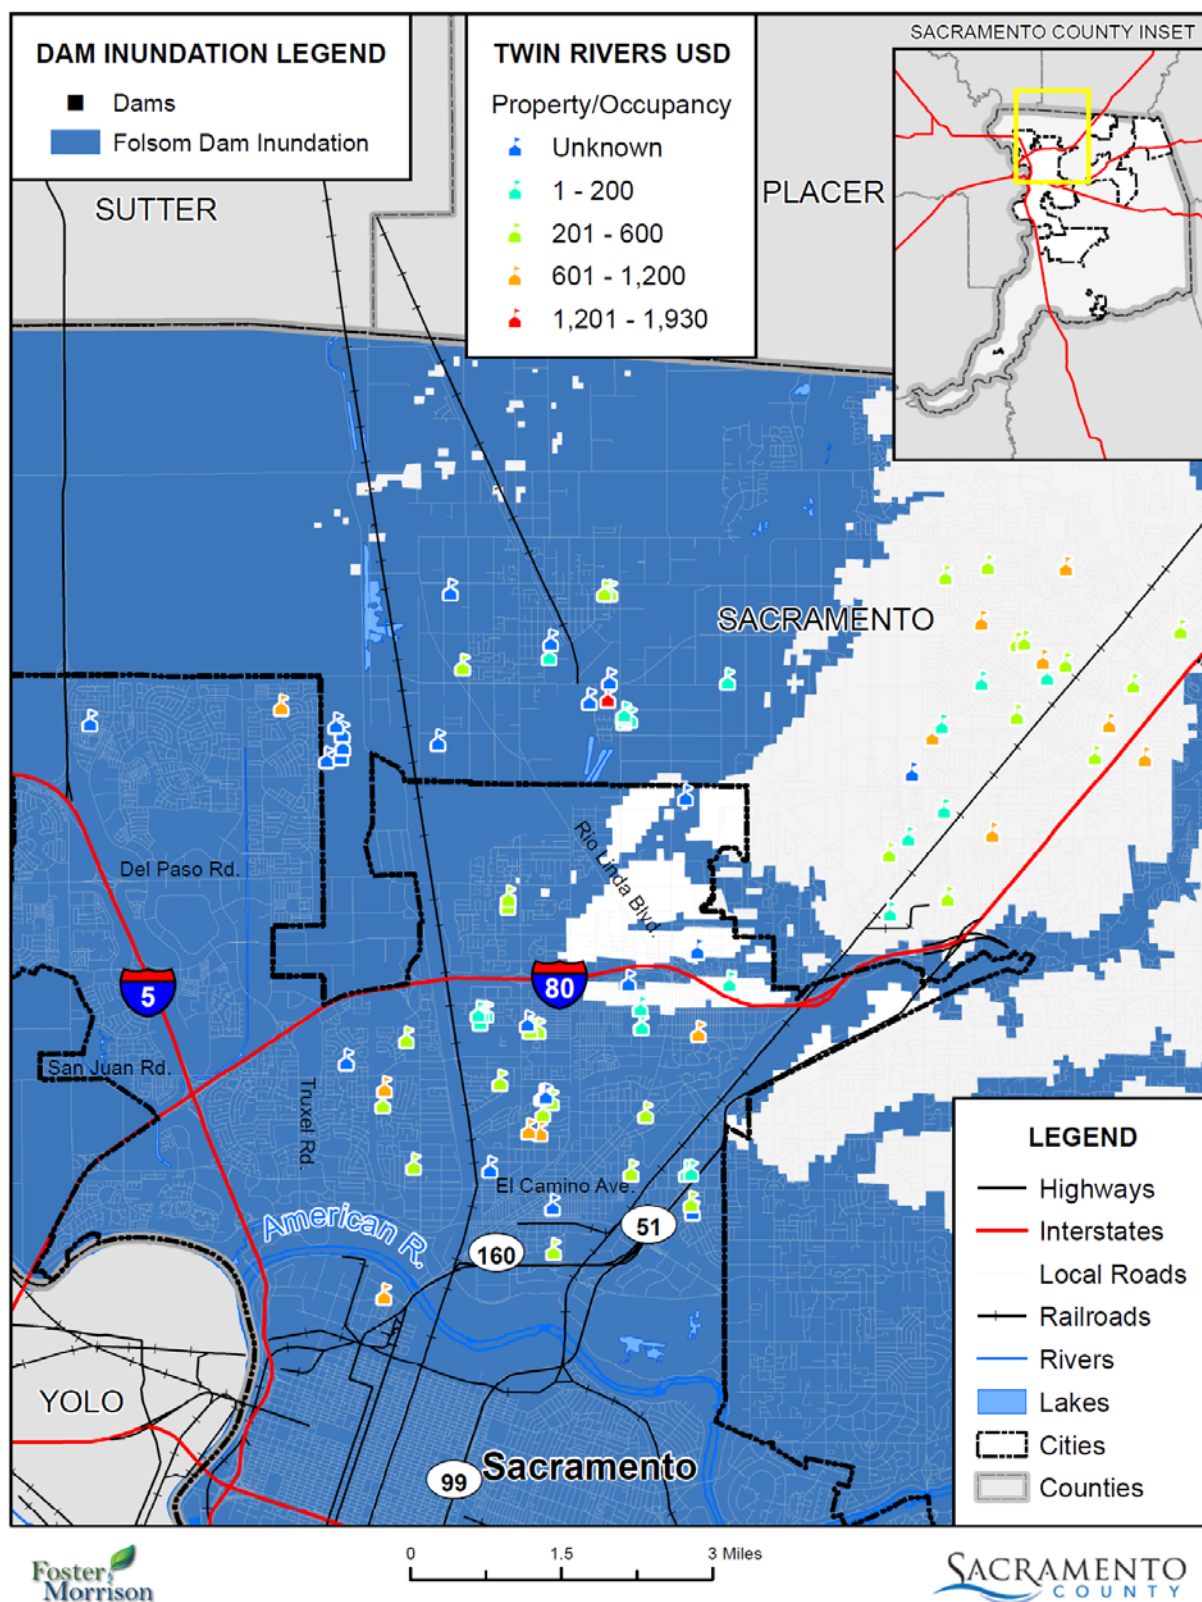 SACRAMENTO COUNTY INSET
DAM INUNDATION LEGEND
Dams
Folsom Dam Inundation
TWIN RIVERS USD
Property/Occupancy
Unknown
1 - 200
201 - 600
601 - 1,200
1,201 - 1,930
SUTTER
PLACER
SACRAMENTO
Rio Linda Blvd.
Del Paso Rd.
5
80
San Juan Rd.
Truxel Rd.
El Camino Ave.
American R.
160
51
YOLO
99
Sacramento
LEGEND
Highways
Interstates
Local Roads
Railroads
Rivers
Lakes
Cities
Counties
0 1.5 3 Miles
Foster
Morrison
SACRAMENTO
COUNTY